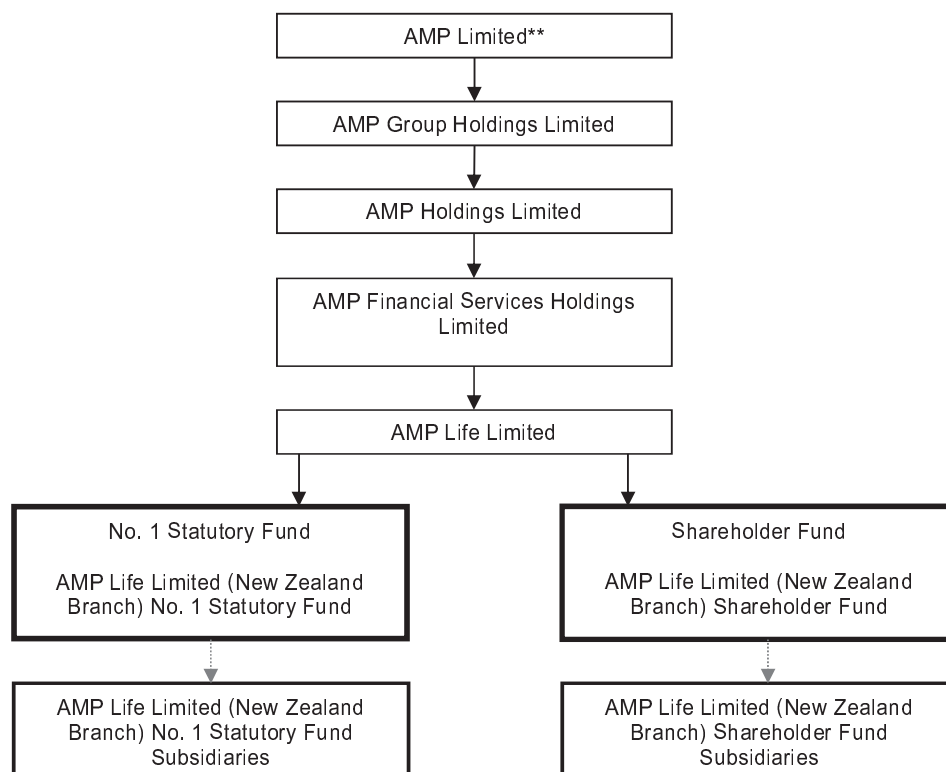 AMP Limited**
AMP Group Holdings Limited
AMP Holdings Limited
AMP Financial Services Holdings
Limited
AMP Life Limited
No. 1 Statutory Fund
AMP Life Limited (New Zealand
Branch) No. 1 Statutory Fund
Shareholder Fund
AMP Life Limited (New Zealand
Branch) Shareholder Fund
AMP Life Limited (New Zealand
Branch) No. 1 Statutory Fund
Subsidiaries
AMP Life Limited (New Zealand
Branch) Shareholder Fund
Subsidiaries